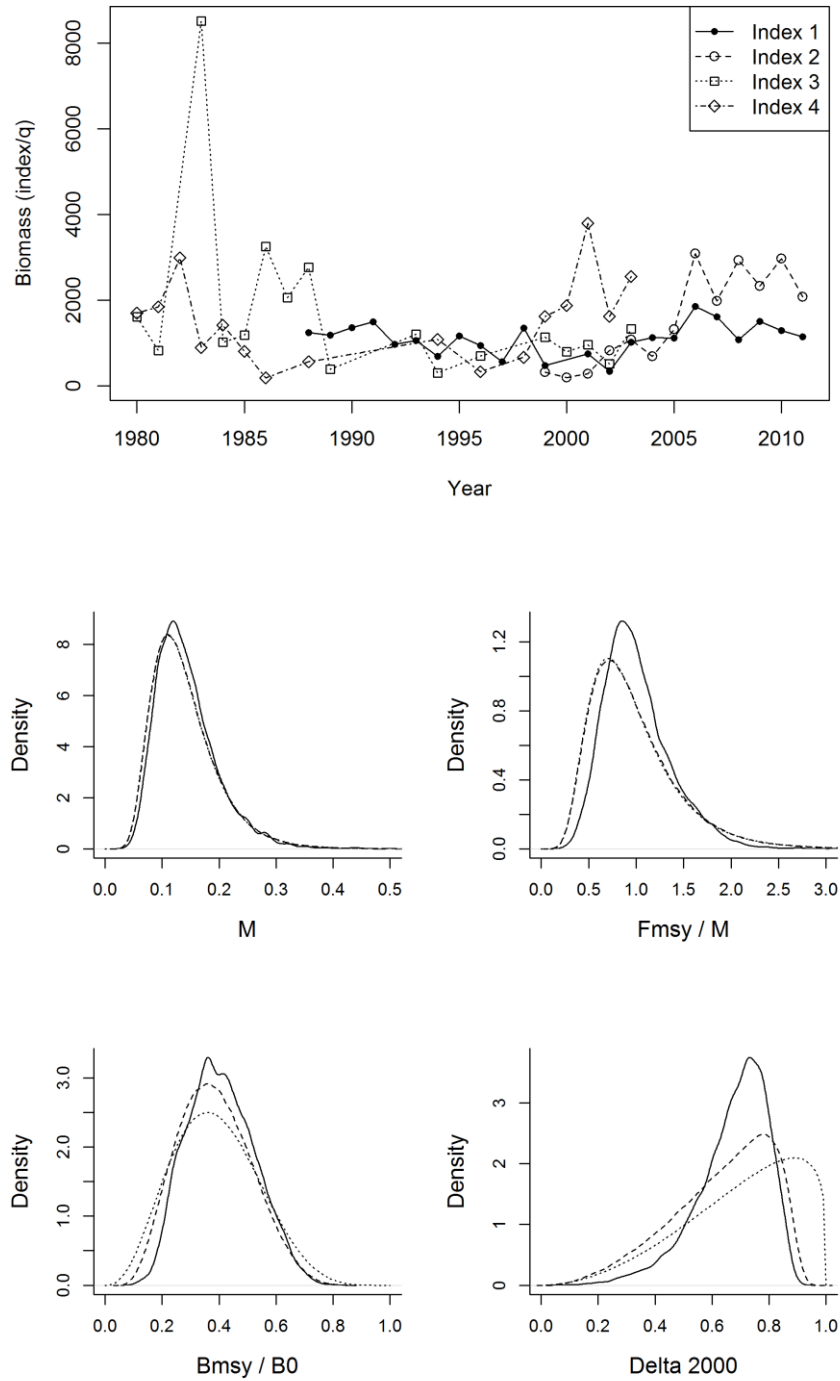 Index 1
Index 2
Index 3
Index 4
8000
6000
4000
2000
0
Biomass (index/q)
1980 1985 1990 1995 2000 2005 2010
Year
8
6
4
2
0
Density
0.0 0.1 0.2 0.3 0.4 0.5
M
1.2
0.8
0.4
0.0
Density
0.0 0.5 1.0 1.5 2.0 2.5 3.0
Fmsy / M
3.0
2.0
1.0
0.0
Density
0.0 0.2 0.4 0.6 0.8 1.0
Bmsy / B0
3
2
1
0
Density
0.0 0.2 0.4 0.6 0.8 1.0
Delta 2000